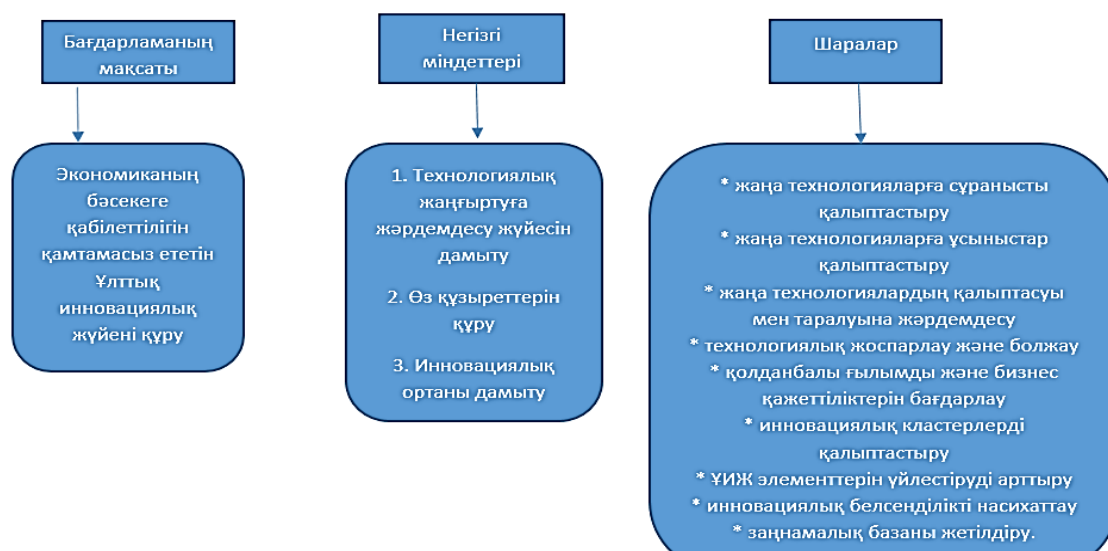 Бағдарламаның
мақсаты
Экономиканың
бәсекеге
қабілеттілігін
қамтамасыз ететін
Ұлттық
инновациялық
жүйені құру
Негізгі
міндеттері
1. Технологиялық
жаңғыртуға
жәрдемдесу жүйесін
дамыту
2. Өз құзыреттерін
құру
3. Инновациялық
ортаны дамыту
Шаралар
* жаңа технологияларға сұранысты
қалыптастыру
* жаңа технологияларға ұсыныстар
қалыптастыру
* жаңа технологиялардың қалыптасуы
мен таралуына жәрдемдесу
* технологиялық жоспарлау және болжау
* қолданбалы ғылымды және бизнес
қажеттіліктерін бағдарлау
* инновациялық кластерлерді
қалыптастыру
* ҰИЖ элементтерін үйлестіруді арттыру
* инновациялық белсенділікті насихаттау
* заңнамалық базаны жетілдіру.